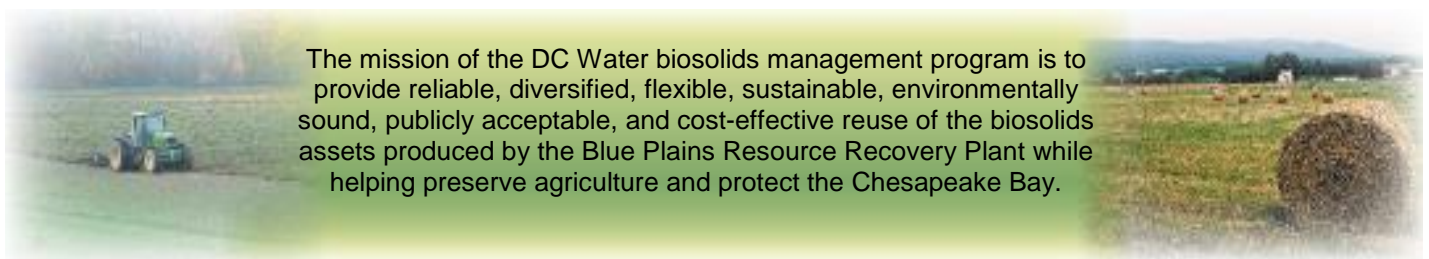 The mission of the DC Water biosolids management program is to
provide reliable, diversified, flexible, sustainable, environmentally
sound, publicly acceptable, and cost-effective reuse of the biosolids
assets produced by the Blue Plains Resource Recovery Plant while
helping preserve agriculture and protect the Chesapeake Bay.